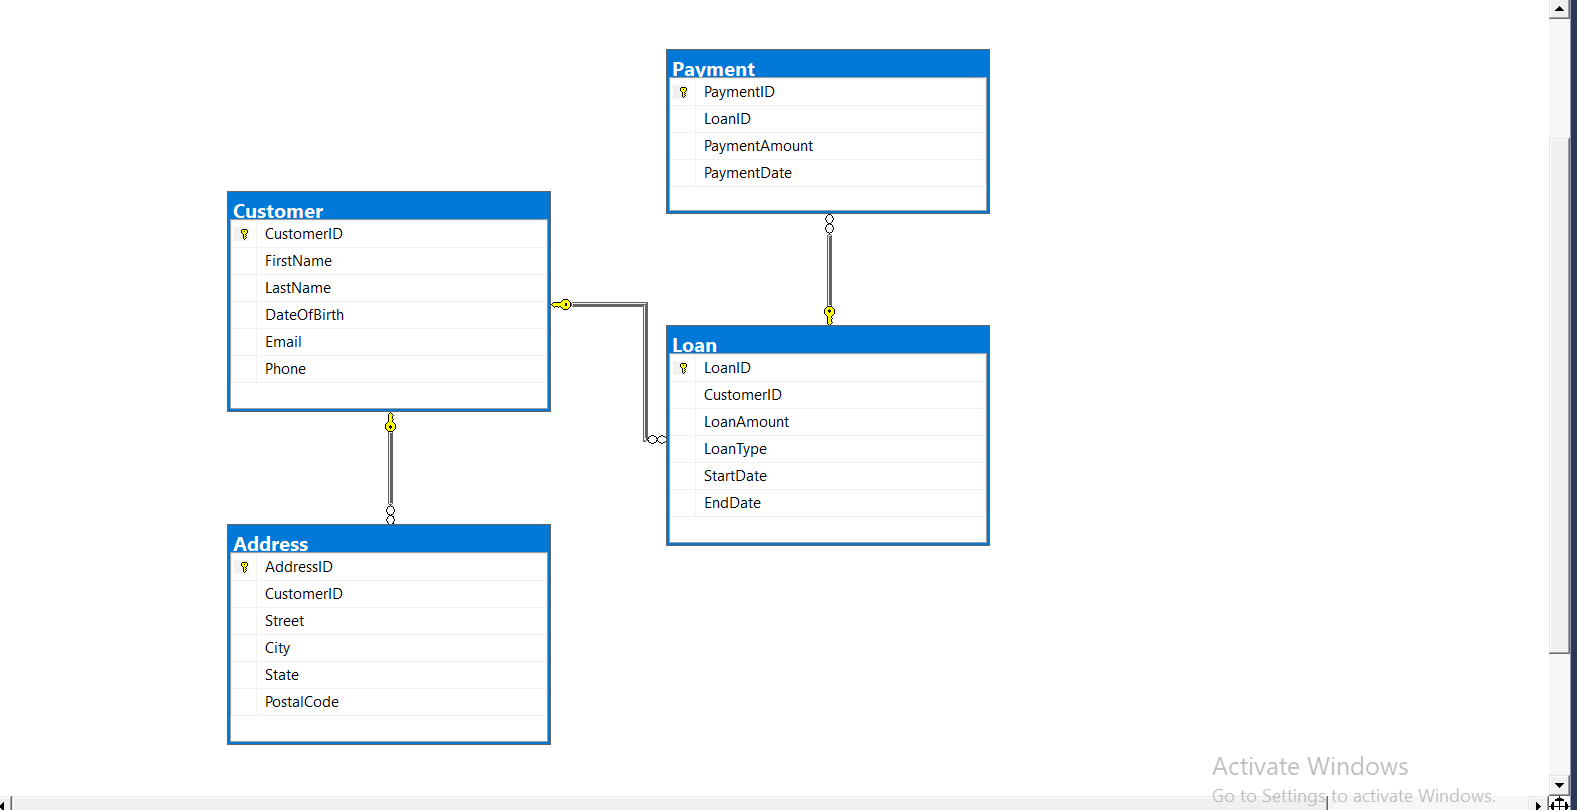 Payment
PaymentID
LoanID
PaymentAmount
PaymentDate
Customer
CustomerID
FirstName
LastName
DateOfBirth
Email
Phone
Loan
LoanID
CustomerID
LoanAmount
LoanType
StartDate
EndDate
Address
AddressID
CustomerID
Street
City
State
PostalCode
Activate Windows
Go to Settings to activate Windows.